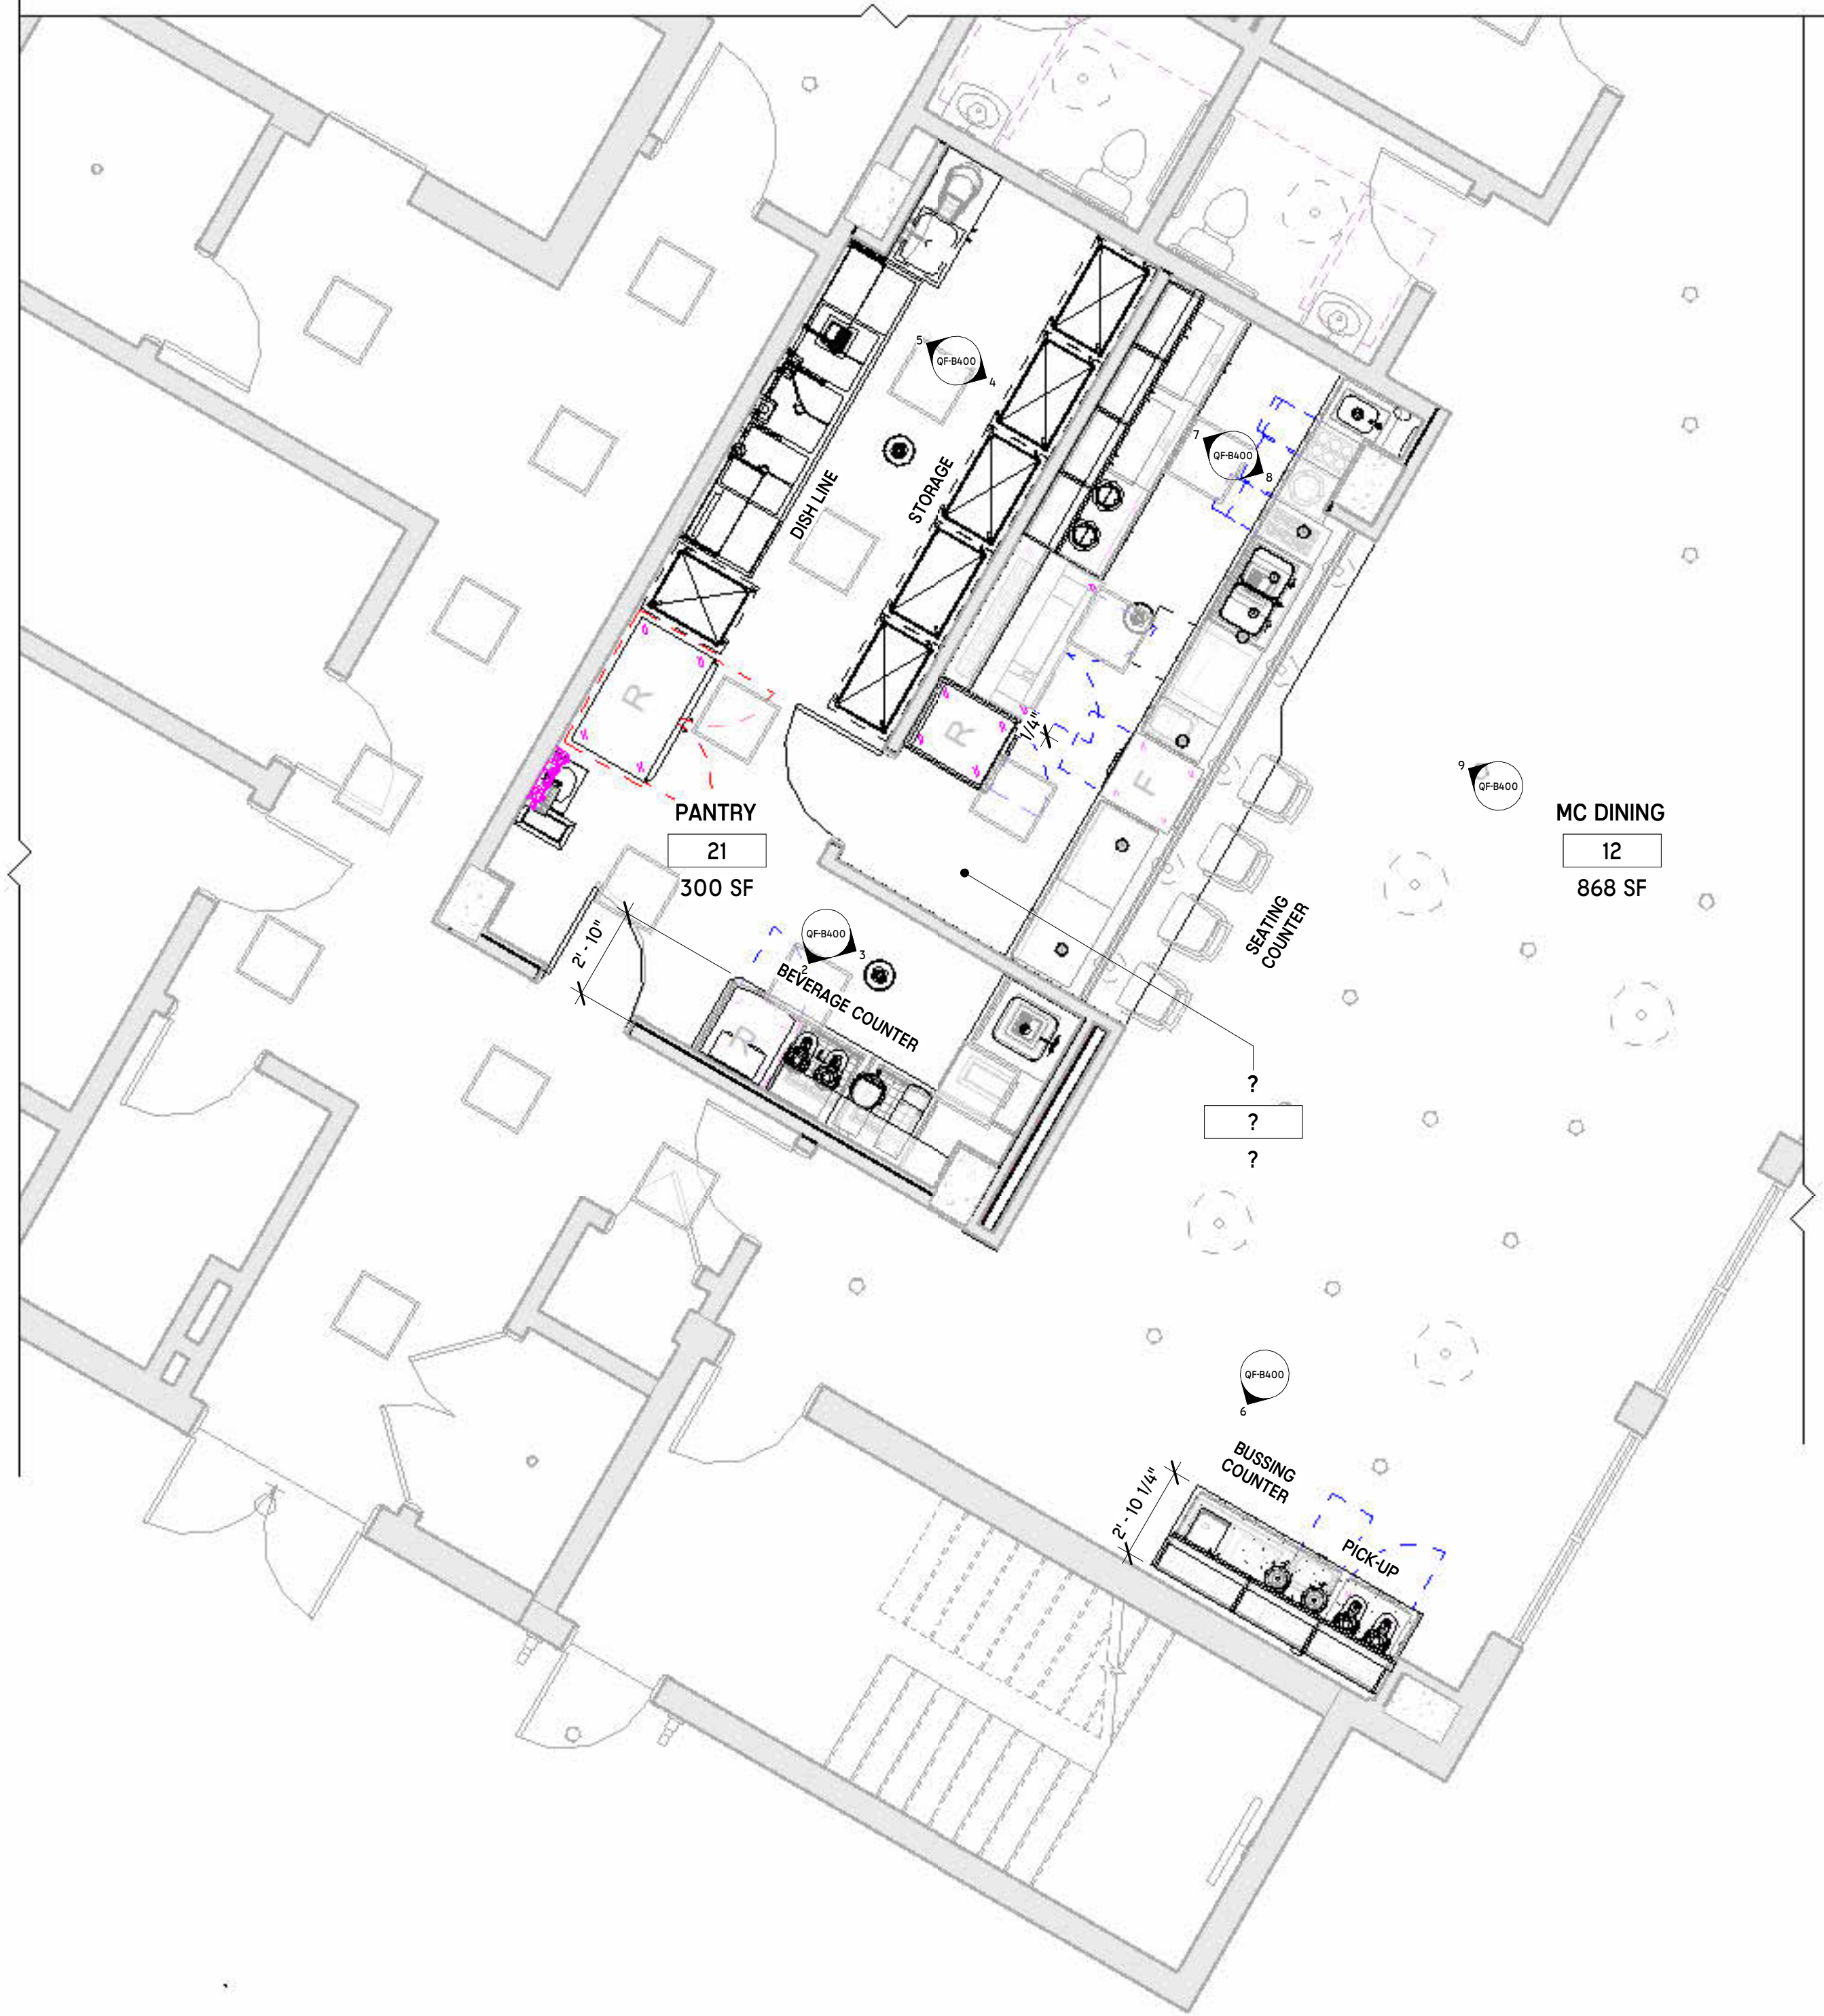 5
QF-B400
4
7
QF-B400
8
DISH LINE
STORAGE
R
R
1/4"
F
9
QF-B400
PANTRY
21
300 SF
MC DINING
12
868 SF
2' - 10"
QF-B400
3
2
BEVERAGE COUNTER
R
SEATING
COUNTER
?
?
?
QF-B400
6
BUSSING
COUNTER
2' - 10 1/4"
PICK-UP